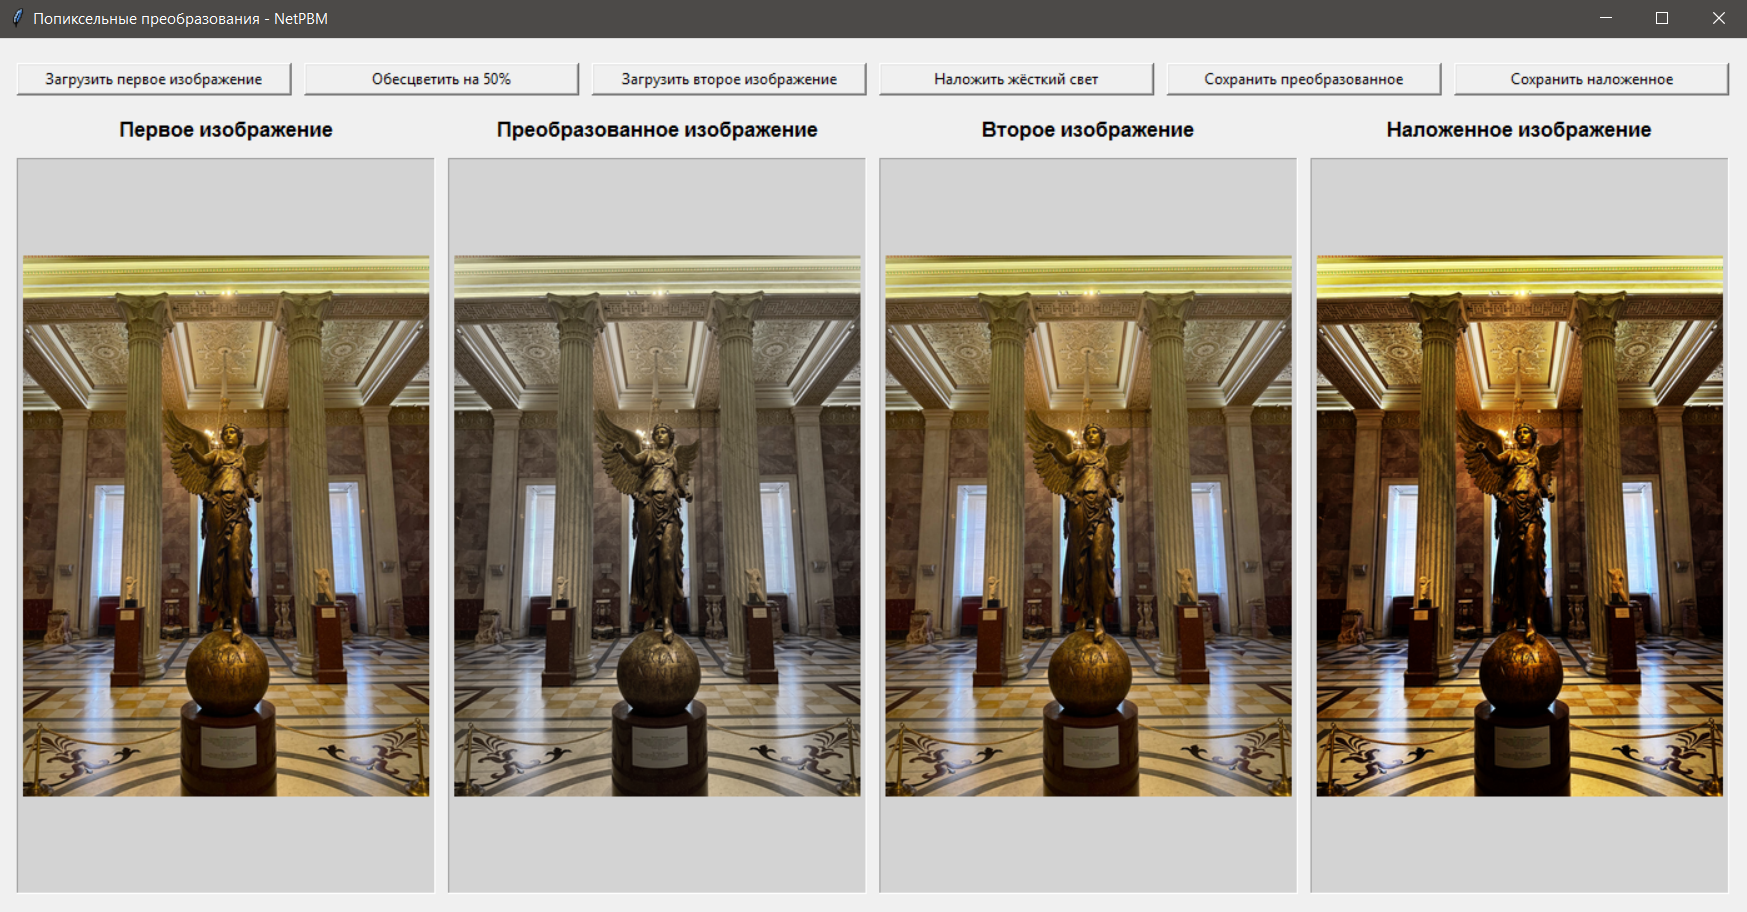 Попиксельные преобразования - NetPBM
Загрузить первое изображение
Обесцветить на 50%
Загрузить второе изображение
Наложить жёсткий свет
Сохранить преобразованное
Сохранить наложенное
Первое изображение
Преобразованное изображение
Второе изображение
Наложенное изображение